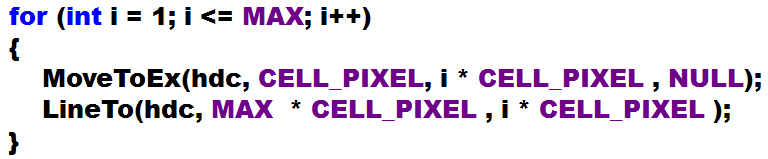 for (int i = 1; i <= MAX; i++)
{
MoveToEx(hdc, CELL_PIXEL, i * CELL_PIXEL , NULL);
LineTo(hdc, MAX * CELL_PIXEL , i * CELL_PIXEL );
}